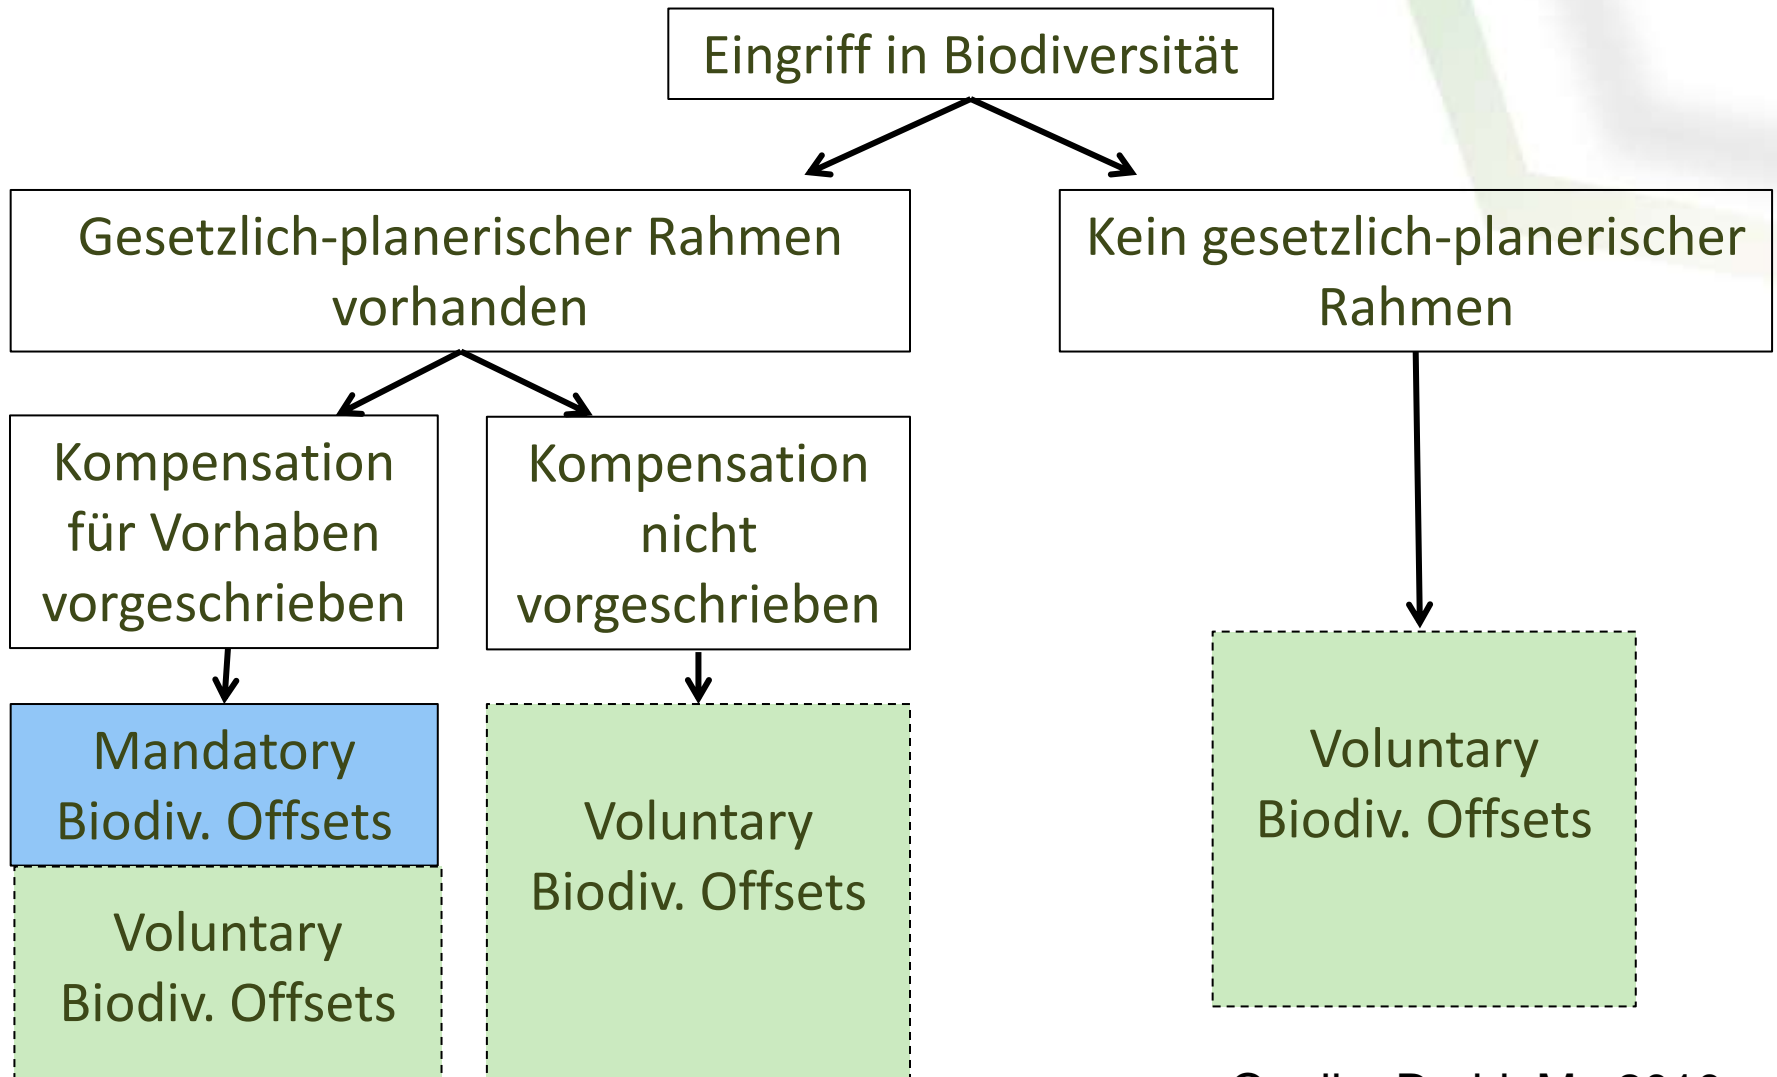 Eingriff in Biodiversität
Gesetzlich-planerischer Rahmen
vorhanden
Kein gesetzlich-planerischer
Rahmen
Kompensation
für Vorhaben
vorgeschrieben
Kompensation
nicht
vorgeschrieben
Mandatory
Biodiv. Offsets
Voluntary
Biodiv. Offsets
Voluntary
Biodiv. Offsets
Voluntary
Biodiv. Offsets